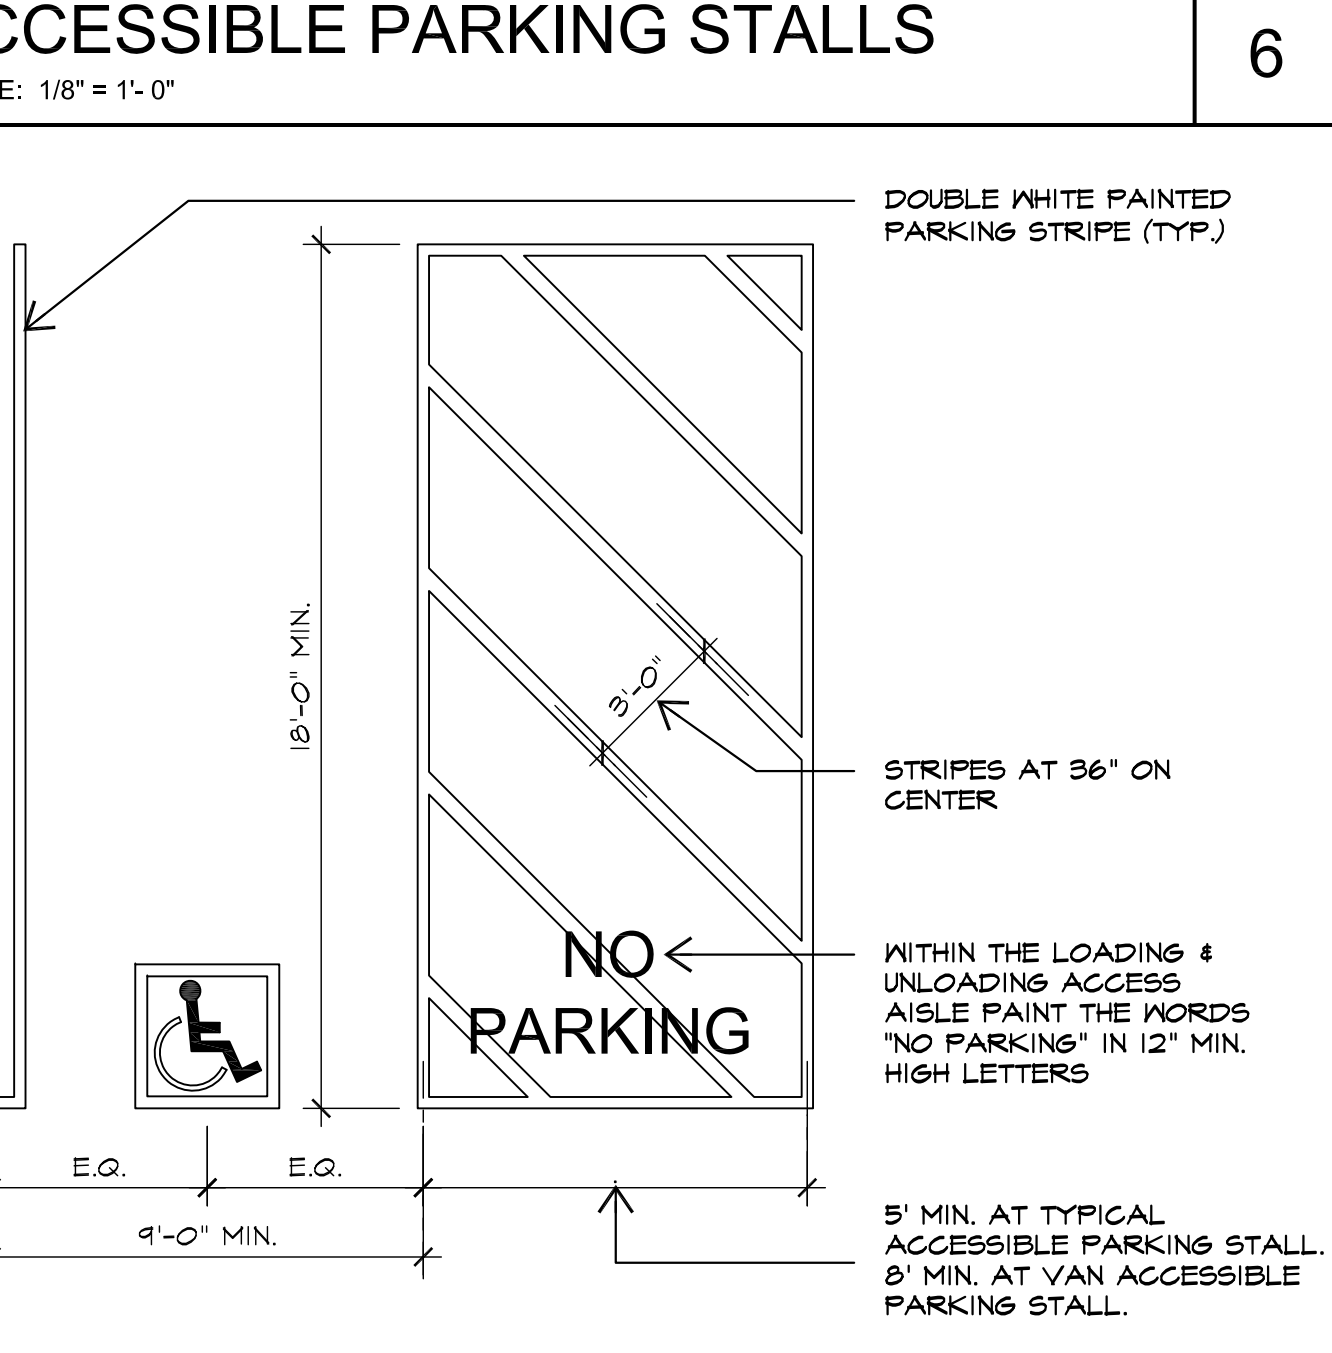 CCESSIBLE PARKING STALLS
6
E: 1/8" = 1'- 0"
DOUBLE WHITE PAINTED
PARKING STRIPE (TYP.)
18'-0" MIN.
3'-0"
STRIPES AT 36" ON
CENTER
NO
PARKING
WITHIN THE LOADING &
UNLOADING ACCESS
AISLE PAINT THE WORDS
"NO PARKING" IN 12" MIN.
HIGH LETTERS
E.Q.
E.Q.
9'-0" MIN.
5' MIN. AT TYPICAL
ACCESSIBLE PARKING STALL.
8' MIN. AT VAN ACCESSIBLE
PARKING STALL.